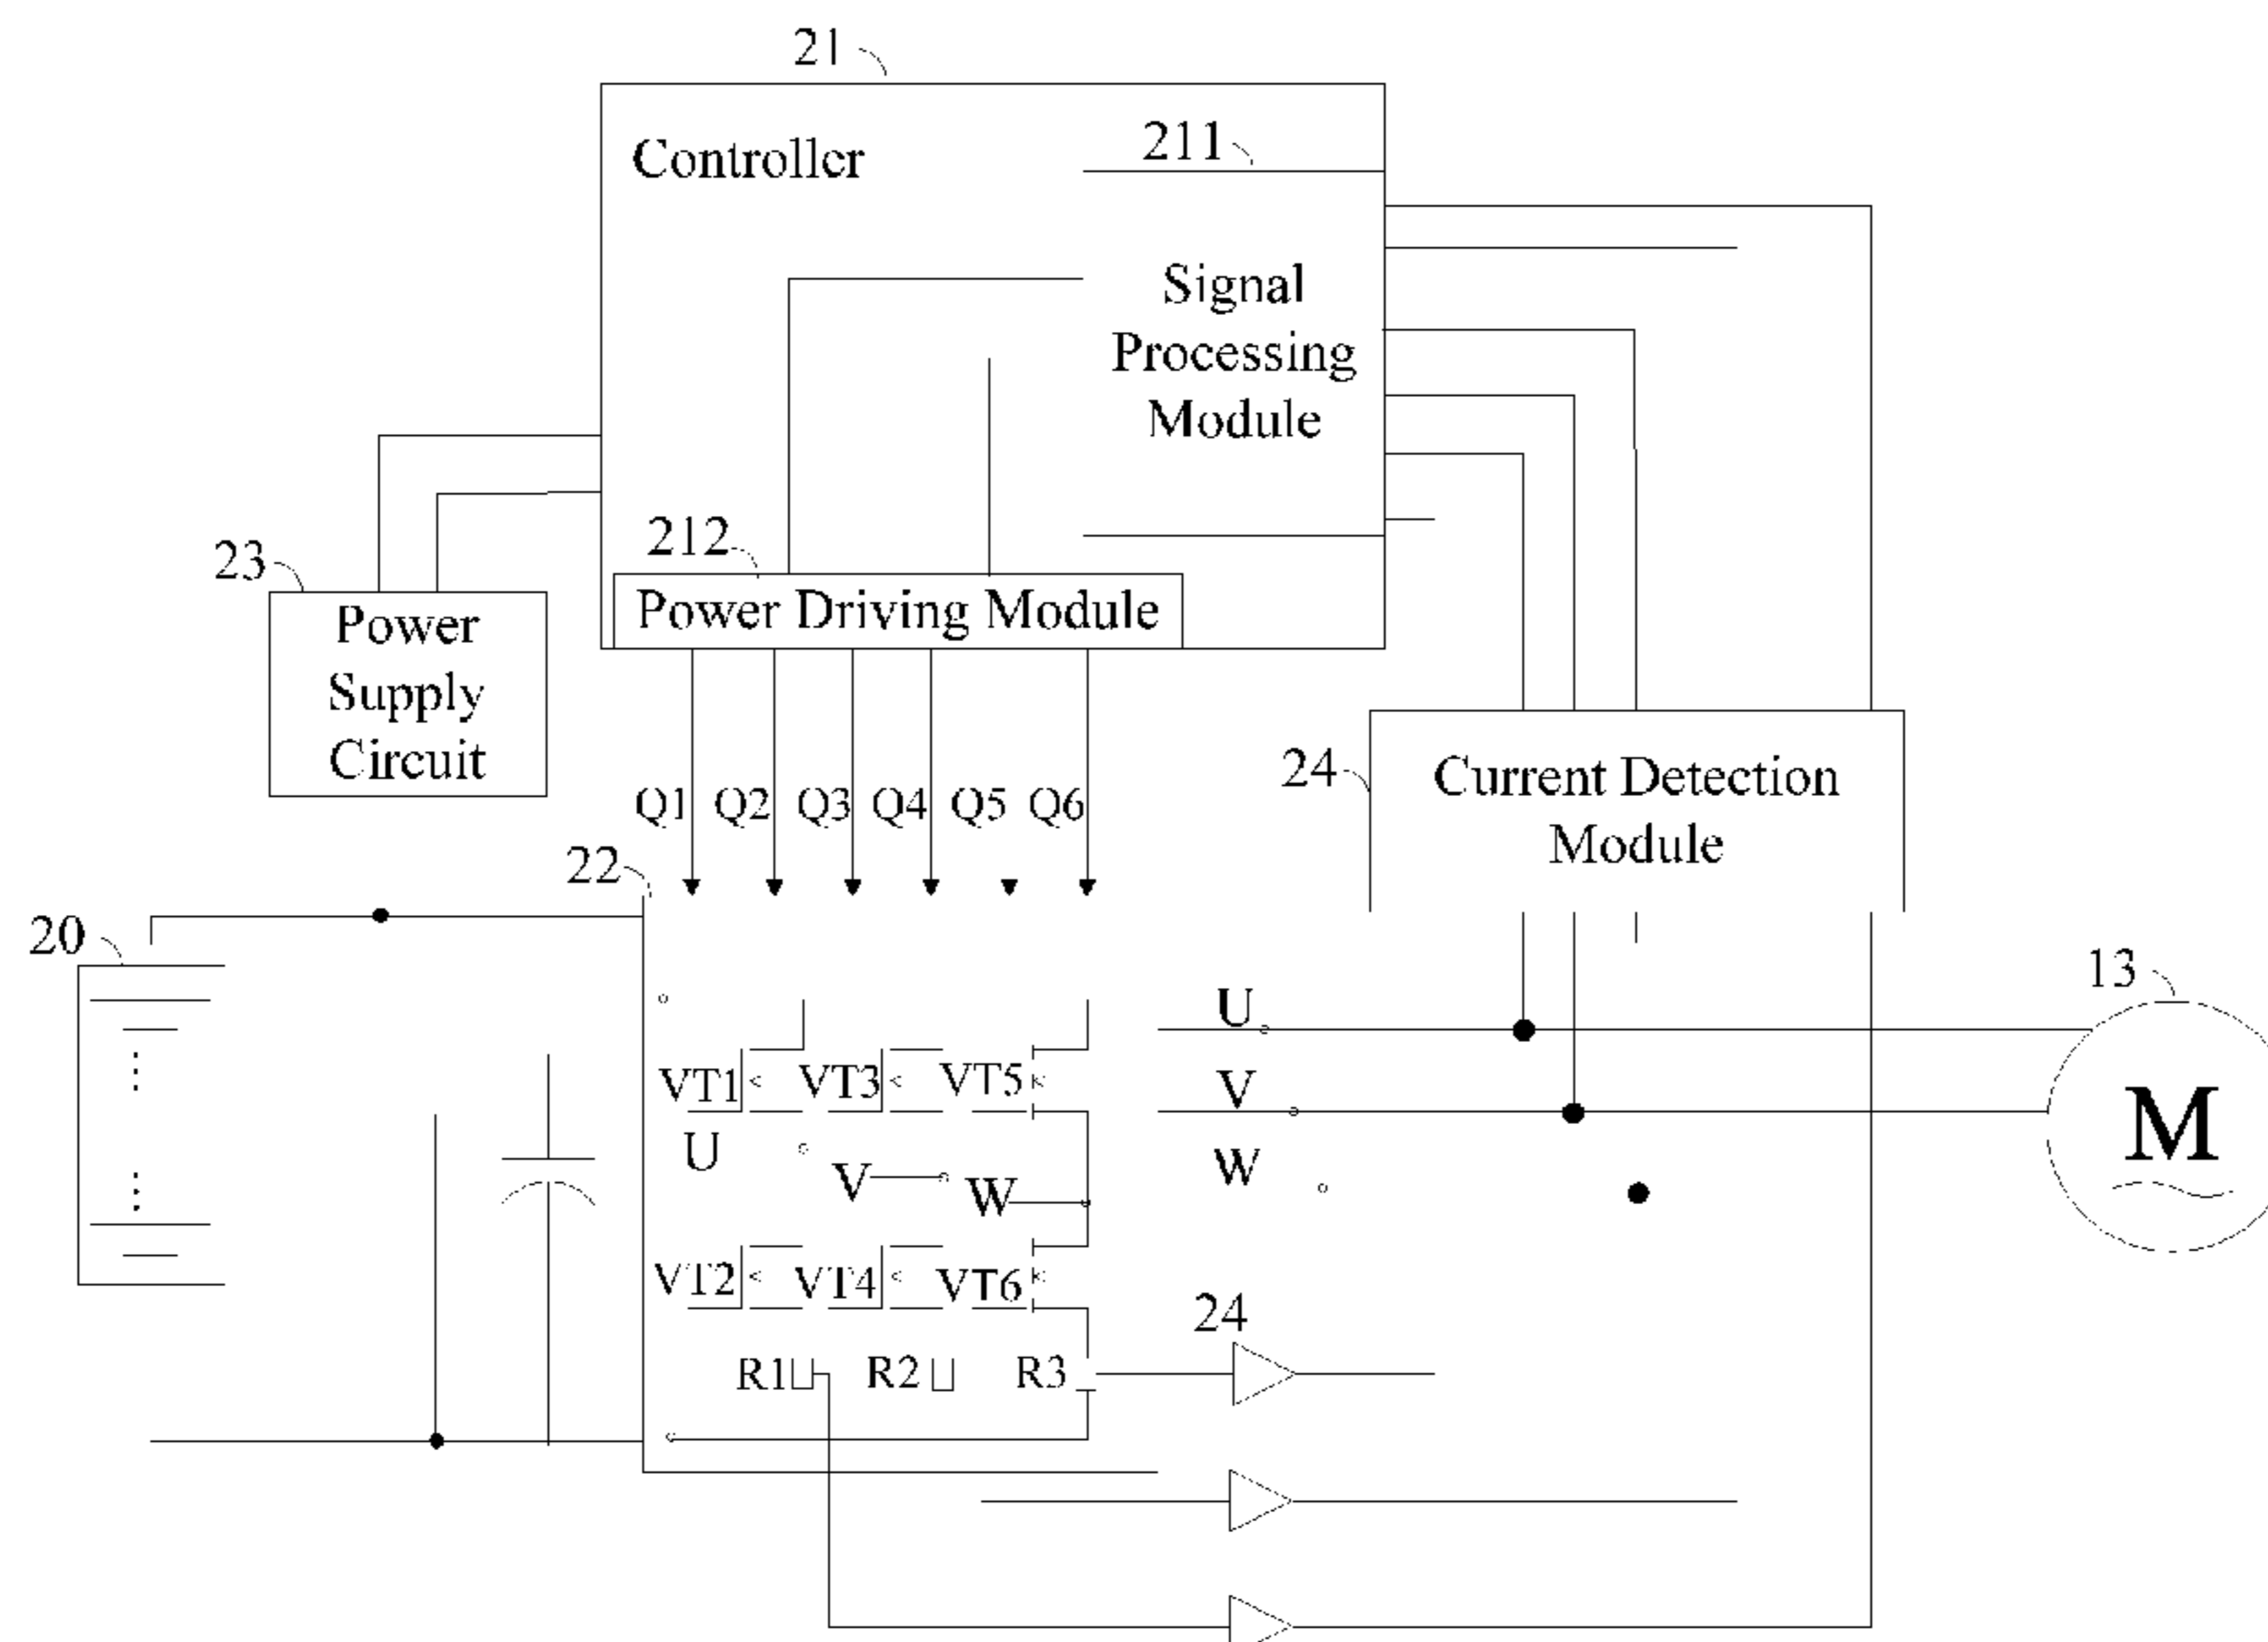 21
Controller
211
Signal
Processing
Module
212
Power Driving Module
23
Power
Supply
Circuit
Q1 Q2 Q3 Q4 Q5 Q6
24
Current Detection
Module
22
20
13
U
V
W
M
VT1 VT3 VT5
U
V
W
VT2 VT4 VT6
24
R1 R2 R3